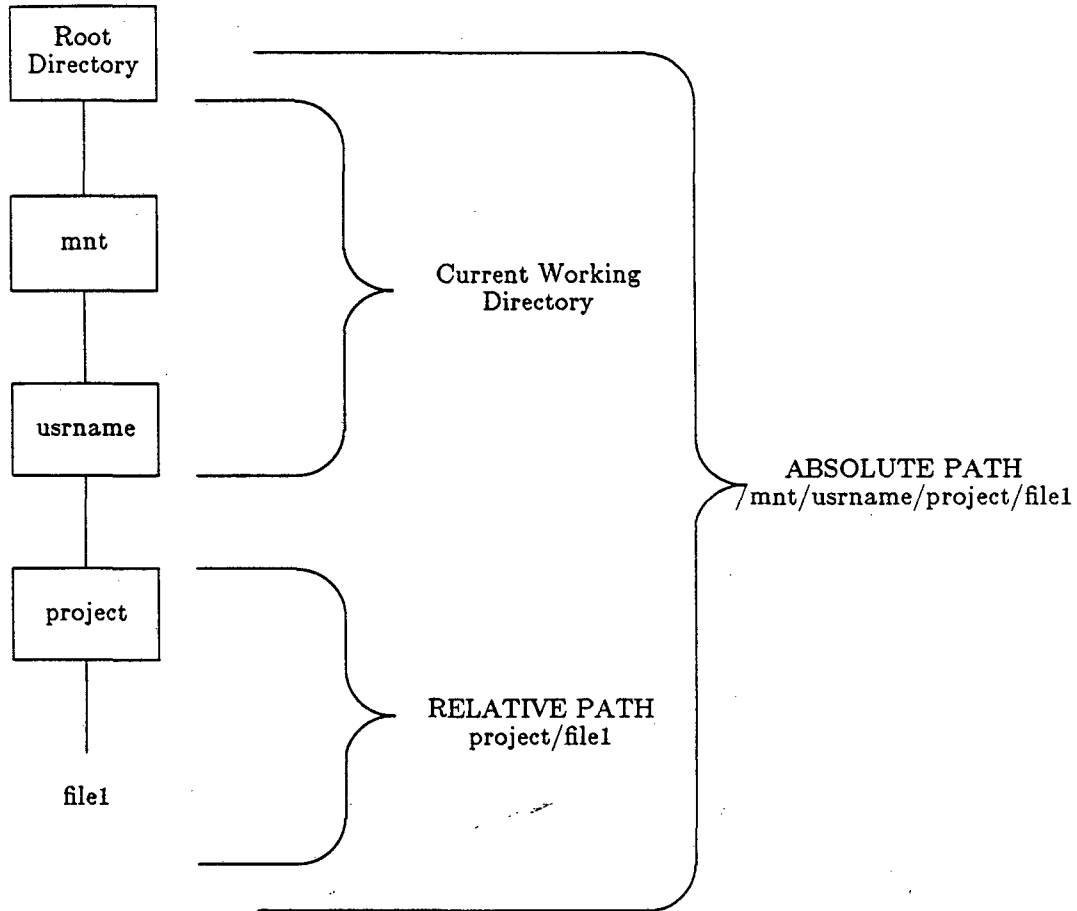 Root
Directory
mnt
Current Working
Directory
usrname
ABSOLUTE PATH
/mnt/usrname/project/file1
project
RELATIVE PATH
project/file1
file1